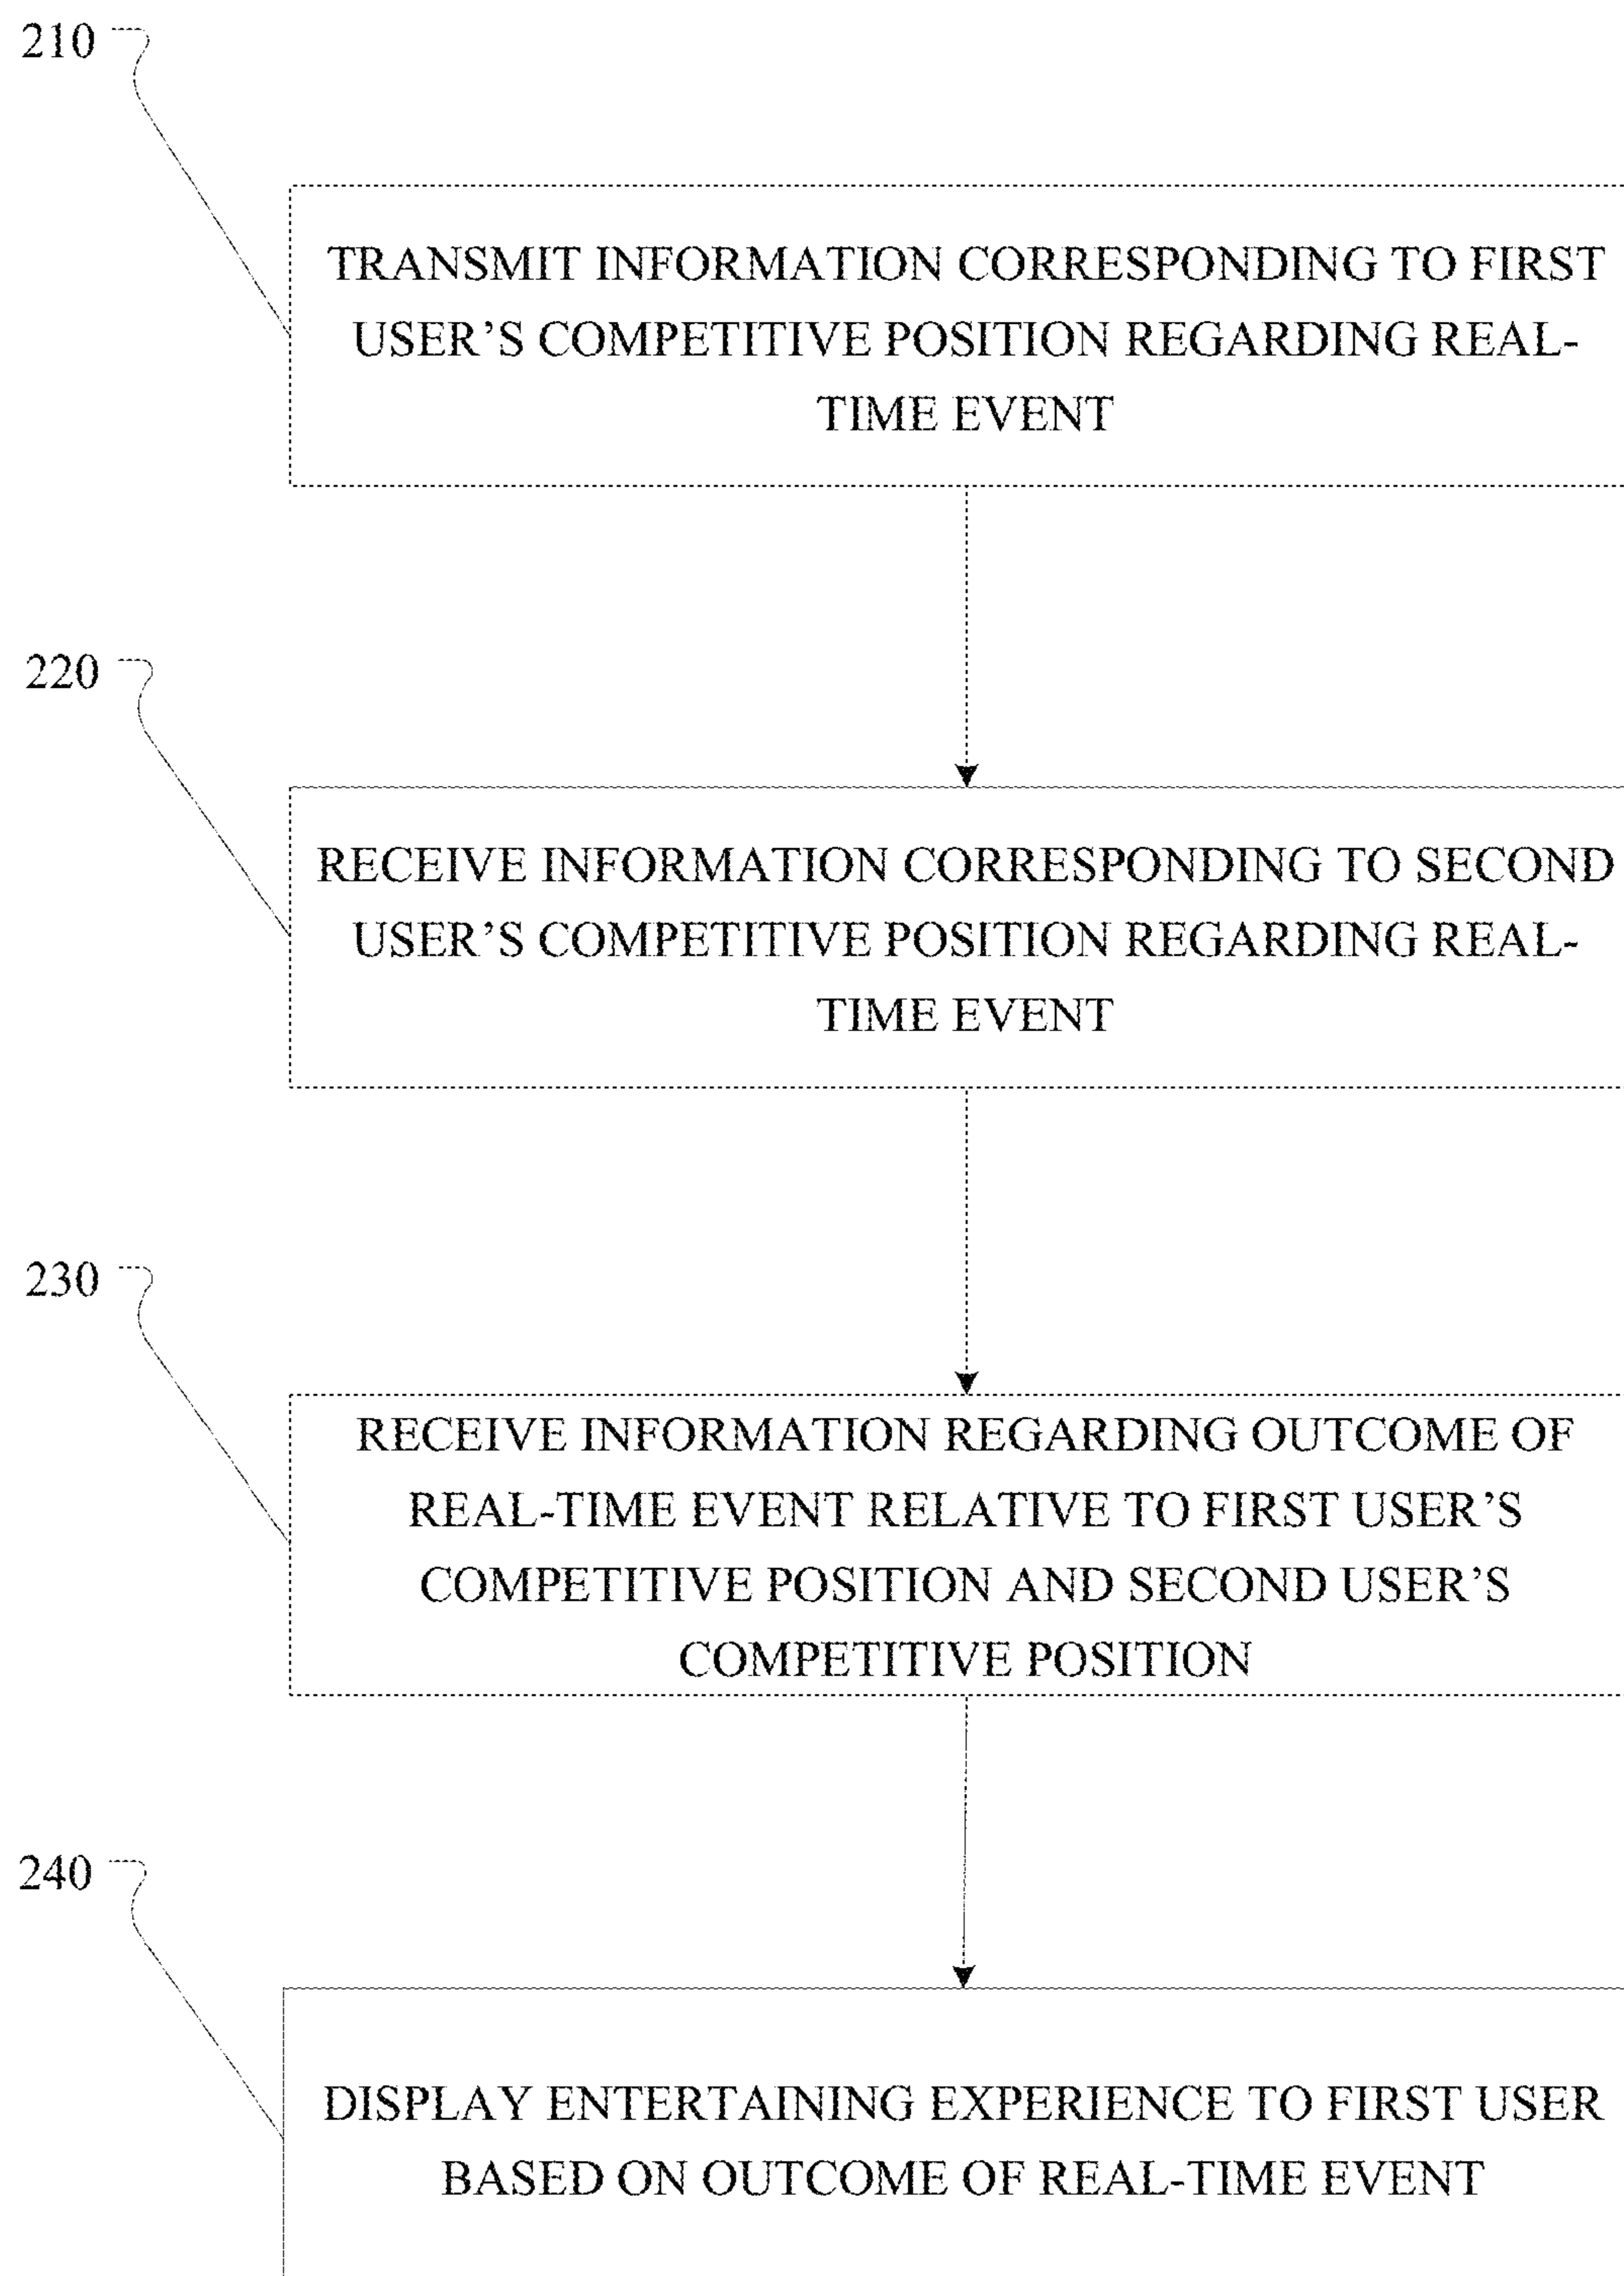 210
TRANSMIT INFORMATION CORRESPONDING TO FIRST
USER’S COMPETITIVE POSITION REGARDING REAL-
TIME EVENT
220
RECEIVE INFORMATION CORRESPONDING TO SECOND
USER’S COMPETITIVE POSITION REGARDING REAL-
TIME EVENT
230
RECEIVE INFORMATION REGARDING OUTCOME OF
REAL-TIME EVENT RELATIVE TO FIRST USER’S
COMPETITIVE POSITION AND SECOND USER’S
COMPETITIVE POSITION
240
DISPLAY ENTERTAINING EXPERIENCE TO FIRST USER
BASED ON OUTCOME OF REAL-TIME EVENT